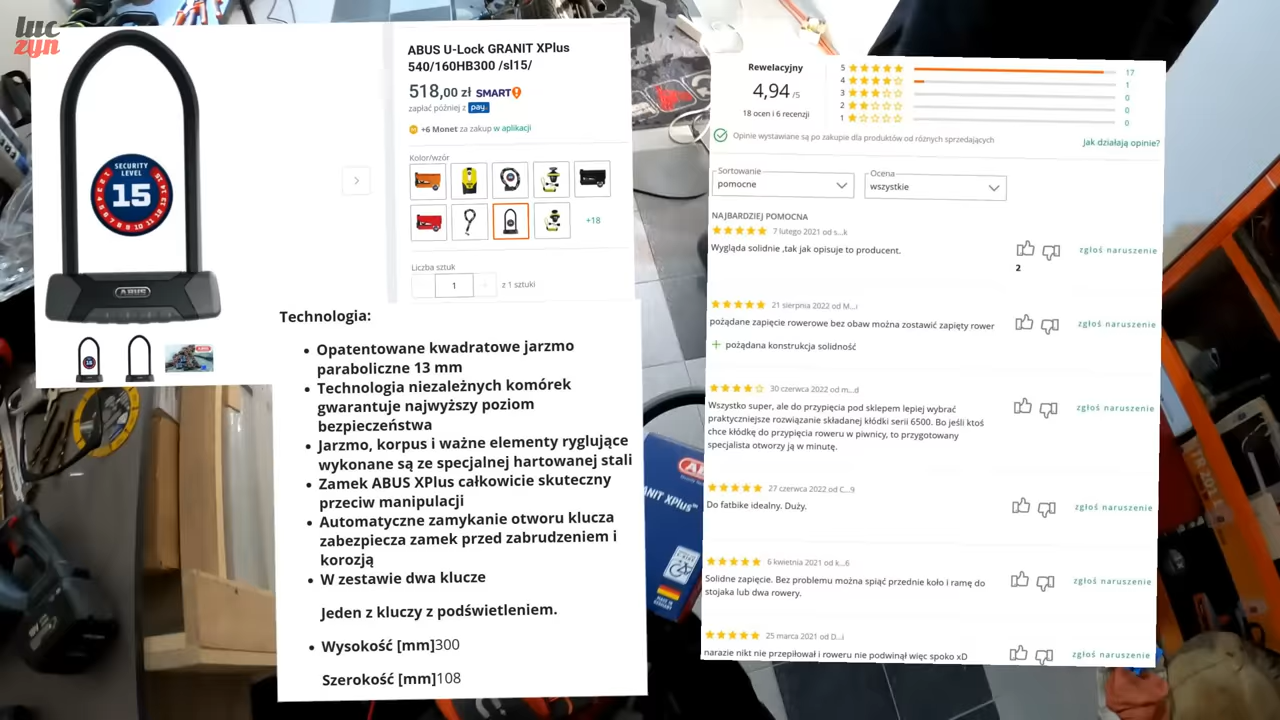 luc
zyn
ABUS U-Lock GRANIT XPlus
540/160HB300 /sl15/
518,00 zł SMART!
zapłać później z pay
+6 Monet za zakup w aplikacji
Kolor/wzór
+18
Liczba sztuk
1
z 1 sztuki
SECURITY
LEVEL
15
ABUS
Technologia:
• Opatentowane kwadratowe jarzmo
paraboliczne 13 mm
• Technologia niezależnych komórek
gwarantuje najwyższy poziom
bezpieczeństwa
• Jarzmo, korpus i ważne elementy ryglujące
wykonane są ze specjalnej hartowanej stali
• Zamek ABUS XPlus całkowicie skuteczny
przeciw manipulacji
• Automatyczne zamykanie otworu klucza
zabezpiecza zamek przed zabrudzeniem i
korozją
• W zestawie dwa klucze
Jeden z kluczy z podświetleniem.
• Wysokość [mm]300
Szerokość [mm]108
Rewelacyjny
4,94 /5
18 ocen i 6 recenzji
5 17
4 1
3 0
2 0
1 0
Opinie wystawiane są po zakupie dla produktów od różnych sprzedających
Jak działają opinie?
Sortowanie
pomocne
Ocena
wszystkie
NAJBARDZIEJ POMOCNA
7 lutego 2021 od s...k
Wygląda solidnie ,tak jak opisuje to producent.
2
zgłoś naruszenie
21 sierpnia 2022 od M...i
pożądane zapięcie rowerowe bez obaw można zostawić zapięty rower
zgłoś naruszenie
+ pożądana konstrukcja solidność
30 czerwca 2022 od m...d
Wszystko super, ale do przypięcia pod sklepem lepiej wybrać
praktyczniejsze rozwiązanie składanej kłódki serii 6500. Bo jeśli ktoś
chce kłódkę do przypięcia roweru w piwnicy, to przygotowany
specjalista otworzy ją w minutę.
zgłoś naruszenie
27 czerwca 2022 od C...9
Do fatbike idealny. Duży.
zgłoś naruszenie
6 kwietnia 2021 od k...6
Solidne zapięcie. Bez problemu można spiąć przednie koło i ramę do
stojaka lub dwa rowery.
zgłoś naruszenie
25 marca 2021 od D...i
narazie nikt nie przepiłował i roweru nie podwinął więc spoko xD
zgłoś naruszenie
NIT XPlus™